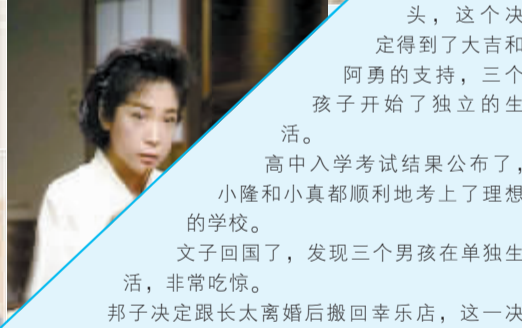 头，这个决
定得到了大吉和
阿勇的支持，三个
孩子开始了独立的生
活。
高中入学考试结果公布了，
小隆和小真都顺利地考上了理想
的学校。
文子回国了，发现三个男孩在单独生
活，非常吃惊。
邦子决定跟长太离婚后搬回幸乐店，这一决